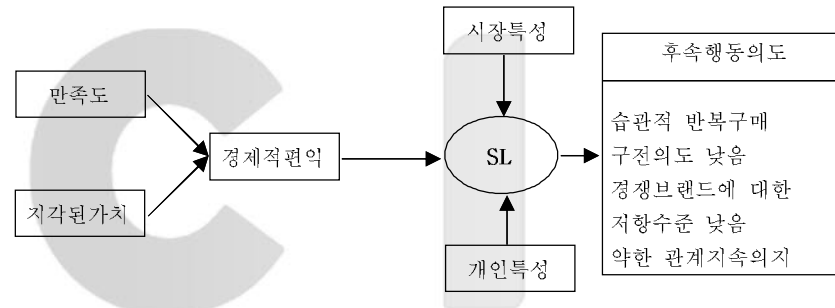 시장특성
만족도
경제적편익
지각된가치
SL
개인특성
후속행동의도
습관적 반복구매
구전의도 낮음
경쟁브랜드에 대한
저항수준 낮음
약한 관계지속의지